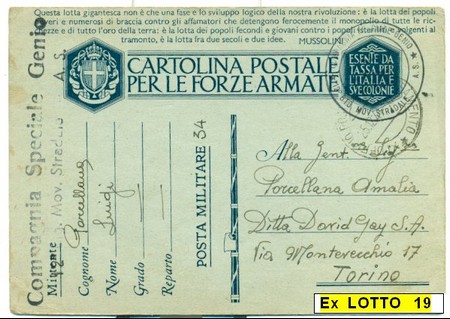 Questa lotta gigantesca non è che una fase e lo sviluppo logico della nostra rivoluzione: è la lotta dei popoli
poveri e numerosi di braccia contro gli affamatori che detengono ferocemente il monopolio di tutte le ric-
chezze e di tutto l'oro della terra: è la lotta dei popoli fecondi e giovani contro i popoli isteriliti e volgenti al
tramonto, è la lotta fra due secoli e due idee.
MUSSOLINI
CARTOLINA POSTALE
PER LE FORZE ARMATE
ESENTE DA
TASSA PER
L'ITALIA E
SUE COLONIE
MOV. STRADALE
Compagnia Speciale Genio
Mov. Stradale A. S.
Militare
Cognome Porcellana
Nome Luigi
Grado
Reparto
POSTA MILITARE 34
Alla Gent. Sig.
Porcellana Amalia
Ditta David Gay S.A.
Via Montevecchio 17
Torino
Ex LOTTO 19